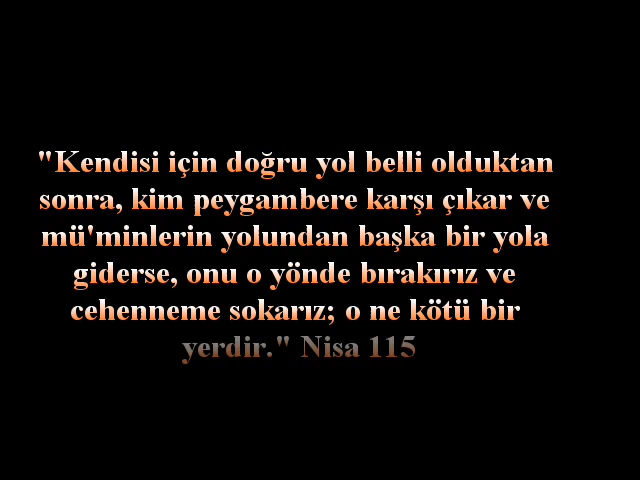 "Kendisi için doğru yol belli olduktan
sonra, kim peygambere karşı çıkar ve
mü'minlerin yolundan başka bir yola
giderse, onu o yönde bırakırız ve
cehenneme sokarız; o ne kötü bir
yerdir." Nisa 115